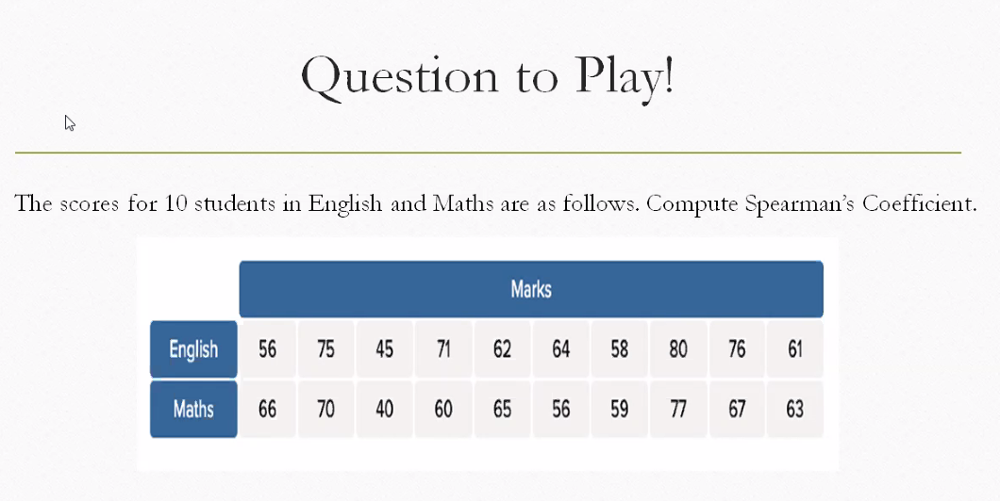 Question to Play!
The scores for 10 students in English and Maths are as follows. Compute Spearman's Coefficient.
Marks
English 56 75 45 71 62 64 58 80 76 61
Maths 66 70 40 60 65 56 59 77 67 63